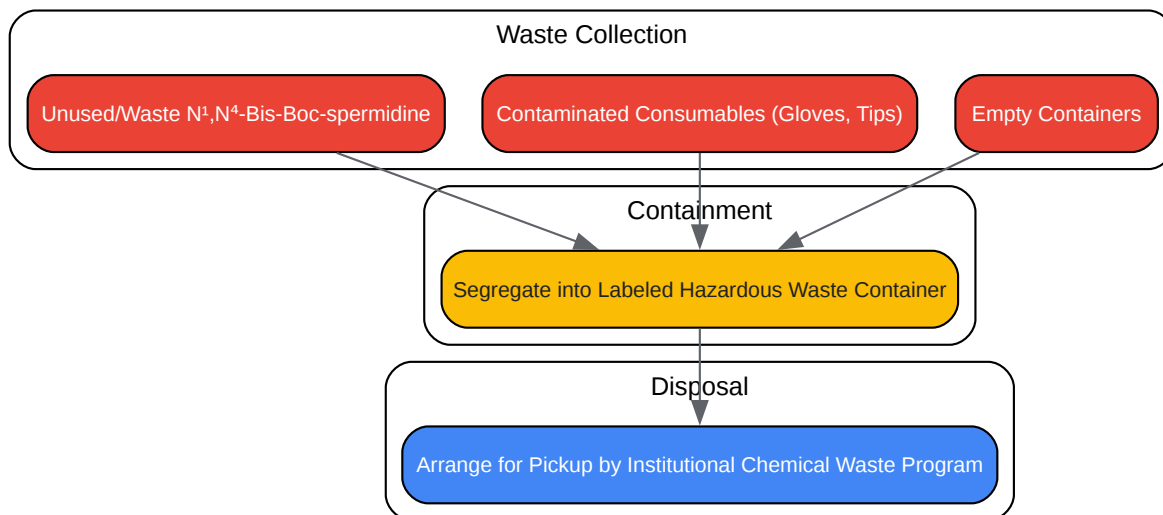 Waste Collection
Unused/Waste N¹,N⁴-Bis-Boc-spermidine
Contaminated Consumables (Gloves, Tips)
Empty Containers
Containment
Segregate into Labeled Hazardous Waste Container
Disposal
Arrange for Pickup by Institutional Chemical Waste Program